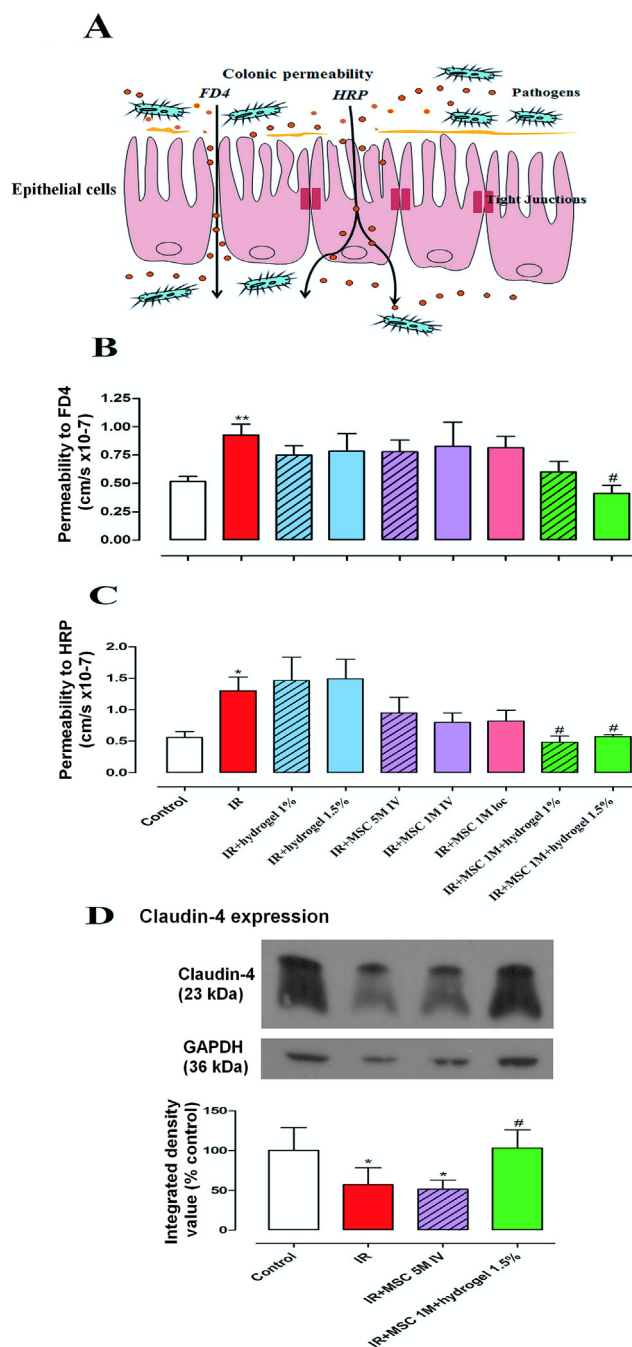 A
Colonic permeability
FD4
HRP
Pathogens
Epithelial cells
Tight Junctions
B
Permeability to FD4
(cm/s x10-7)
1.25
1.00
0.75
0.50
0.25
0.00
**
#
C
Permeability to HRP
(cm/s x10-7)
2.0
1.5
1.0
0.5
0.0
*
#
#
Control
IR
IR+hydrogel 1%
IR+hydrogel 1.5%
IR+MSC 5M IV
IR+MSC 1M IV
IR+MSC 1M loc
IR+MSC 1M+hydrogel 1%
IR+MSC 1M+hydrogel 1.5%
D Claudin-4 expression
Claudin-4
(23 kDa)
GAPDH
(36 kDa)
Integrated density
value (% control)
150
100
50
0
*
*
#
Control
IR
IR+MSC 5M IV
IR+MSC 1M+hydrogel 1.5%